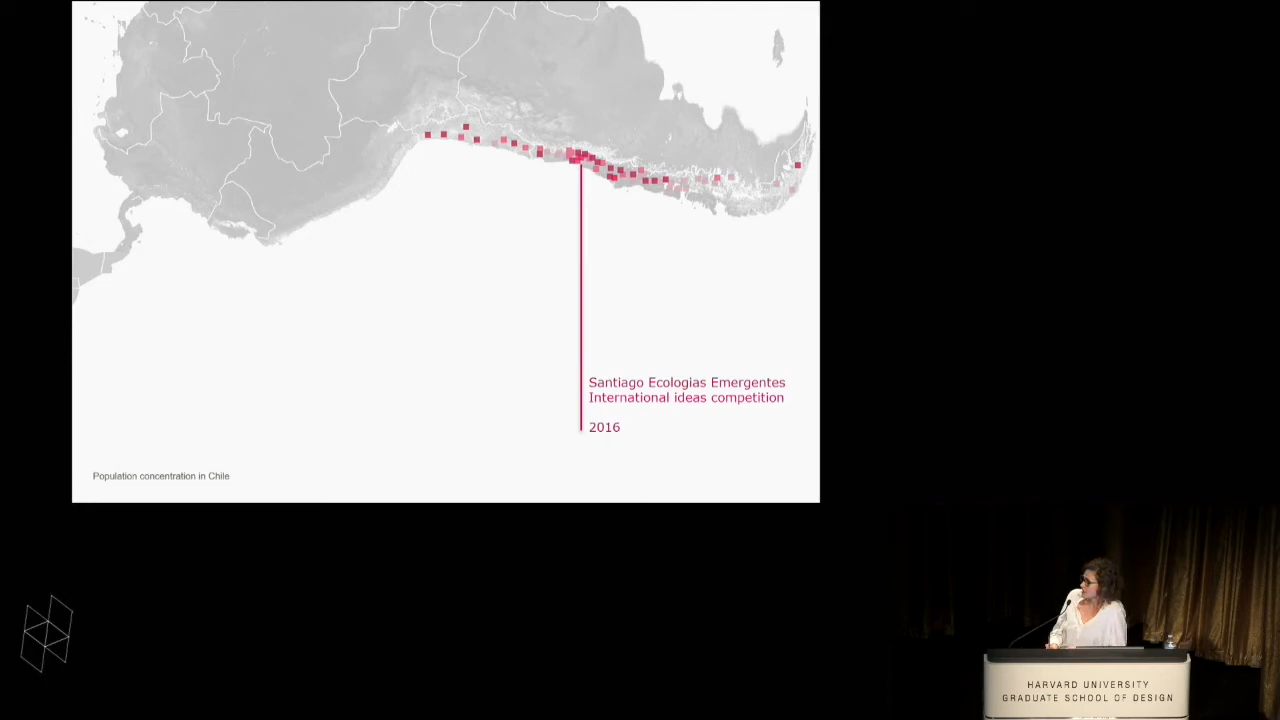 Santiago Ecologias Emergentes
International ideas competition
2016
Population concentration in Chile
HARVARD UNIVERSITY
GRADUATE SCHOOL OF DESIGN